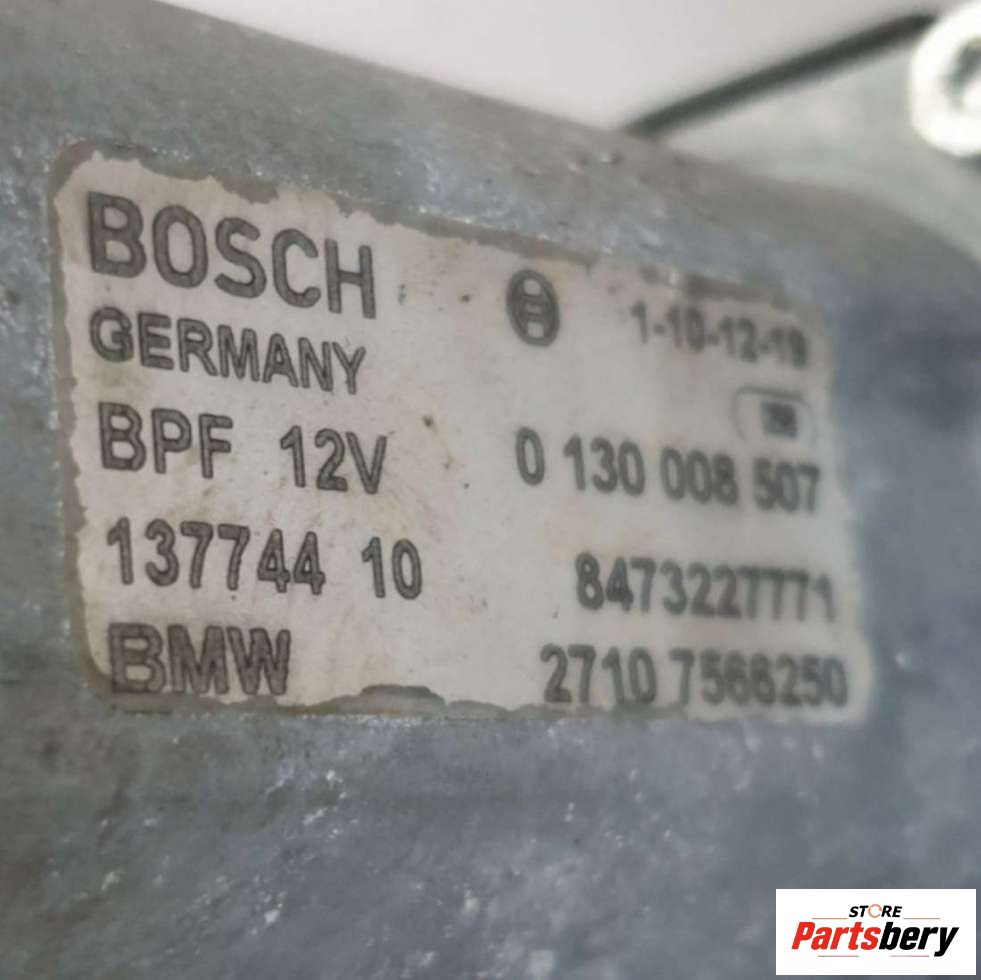 BOSCH
1-10-12-19
GERMANY
BPF 12V
0 130 008 507
137744 10
8473227771
BMW
2710 7566250
STORE
Partsbery